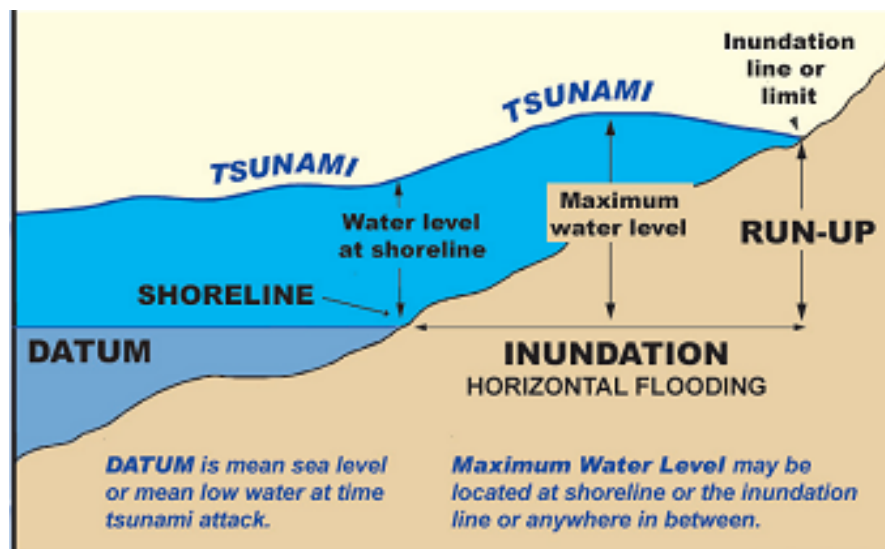 Inundation
line or
limit
TSUNAMI
TSUNAMI
Water level
at shoreline
Maximum
water level
RUN-UP
SHORELINE
DATUM
INUNDATION
HORIZONTAL FLOODING
DATUM is mean sea level
or mean low water at time
tsunami attack.
Maximum Water Level may be
located at shoreline or the inundation
line or anywhere in between.